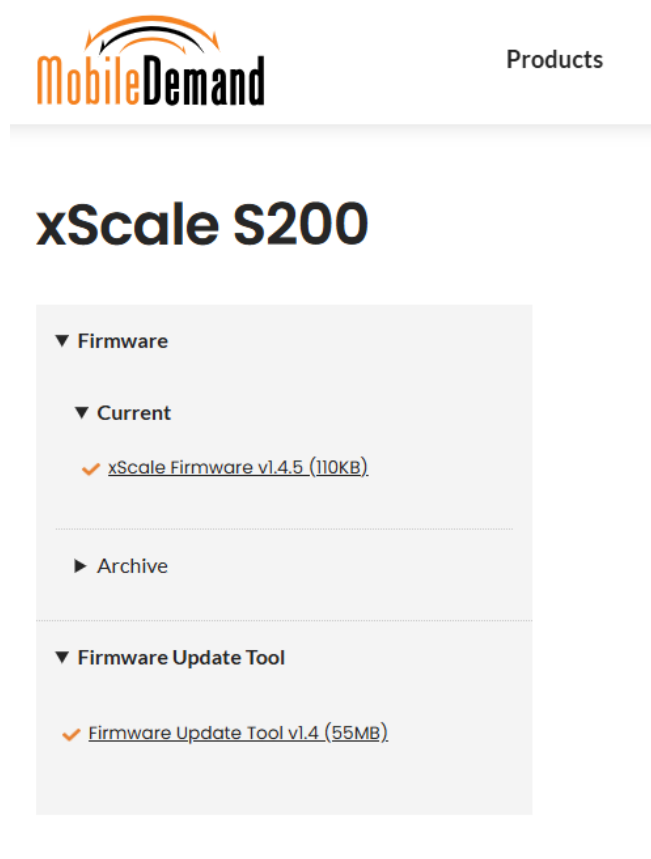 MobileDemand
Products
xScale S200
Firmware
Current
xScale Firmware v1.4.5 (110KB)
Archive
Firmware Update Tool
Firmware Update Tool v1.4 (55MB)